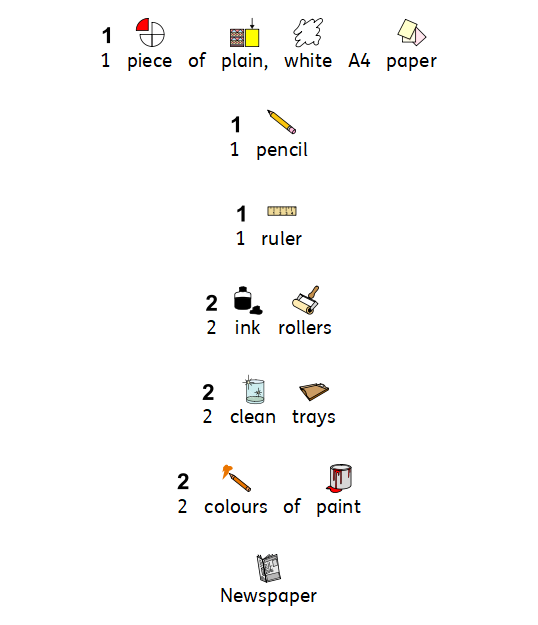 1
1 piece of plain, white A4 paper
1
1 pencil
1
1 ruler
2
2 ink rollers
2
2 clean trays
2
2 colours of paint
Newspaper